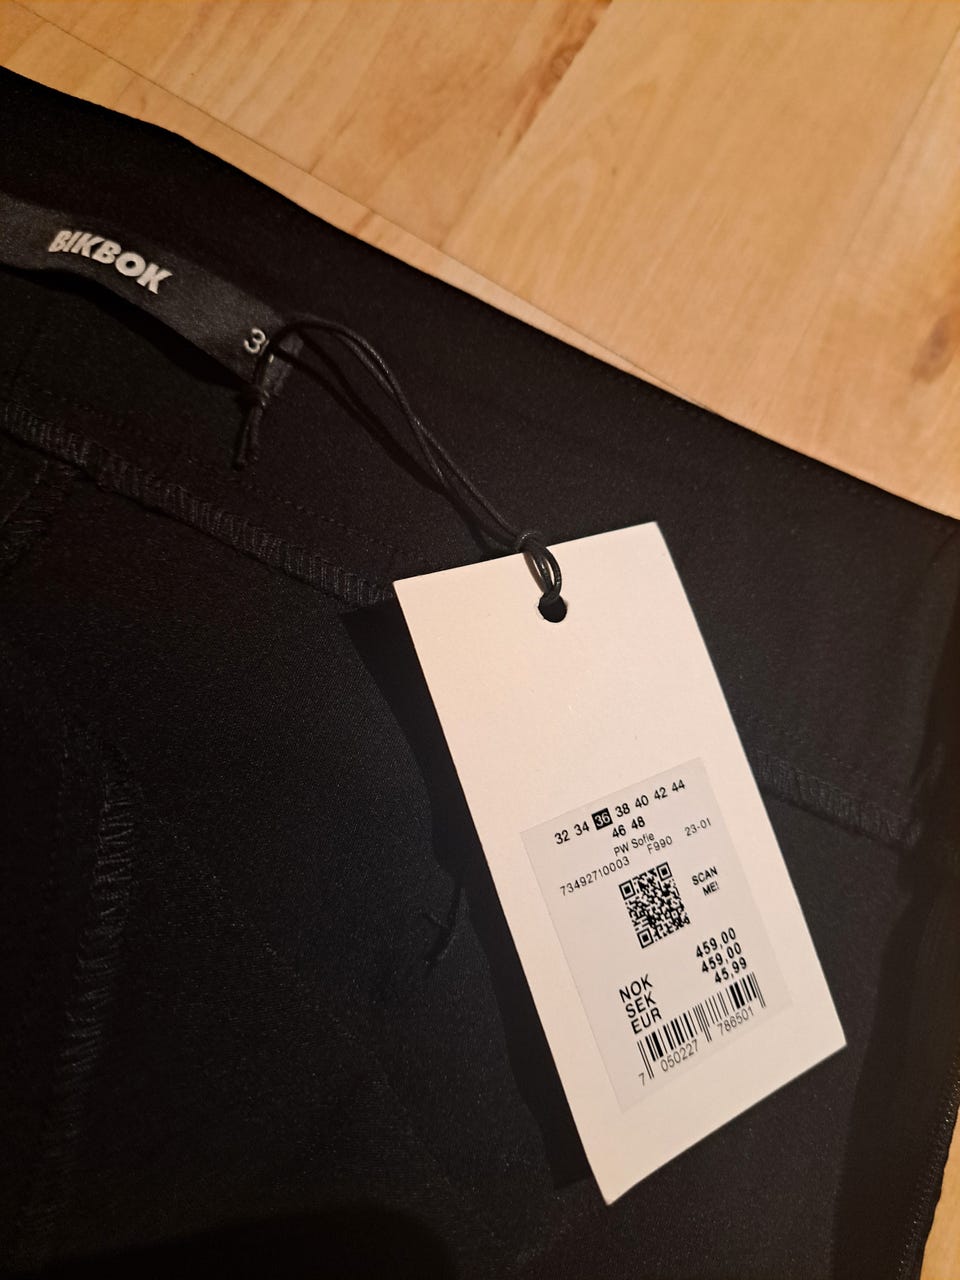 BIKBOK
32 34 36 38 40 42 44
46 48
PW Sofie
73492710003 F990 23-01
SCAN
ME!
NOK 459,00
SEK 459,00
EUR 45,99
7 050227 786501